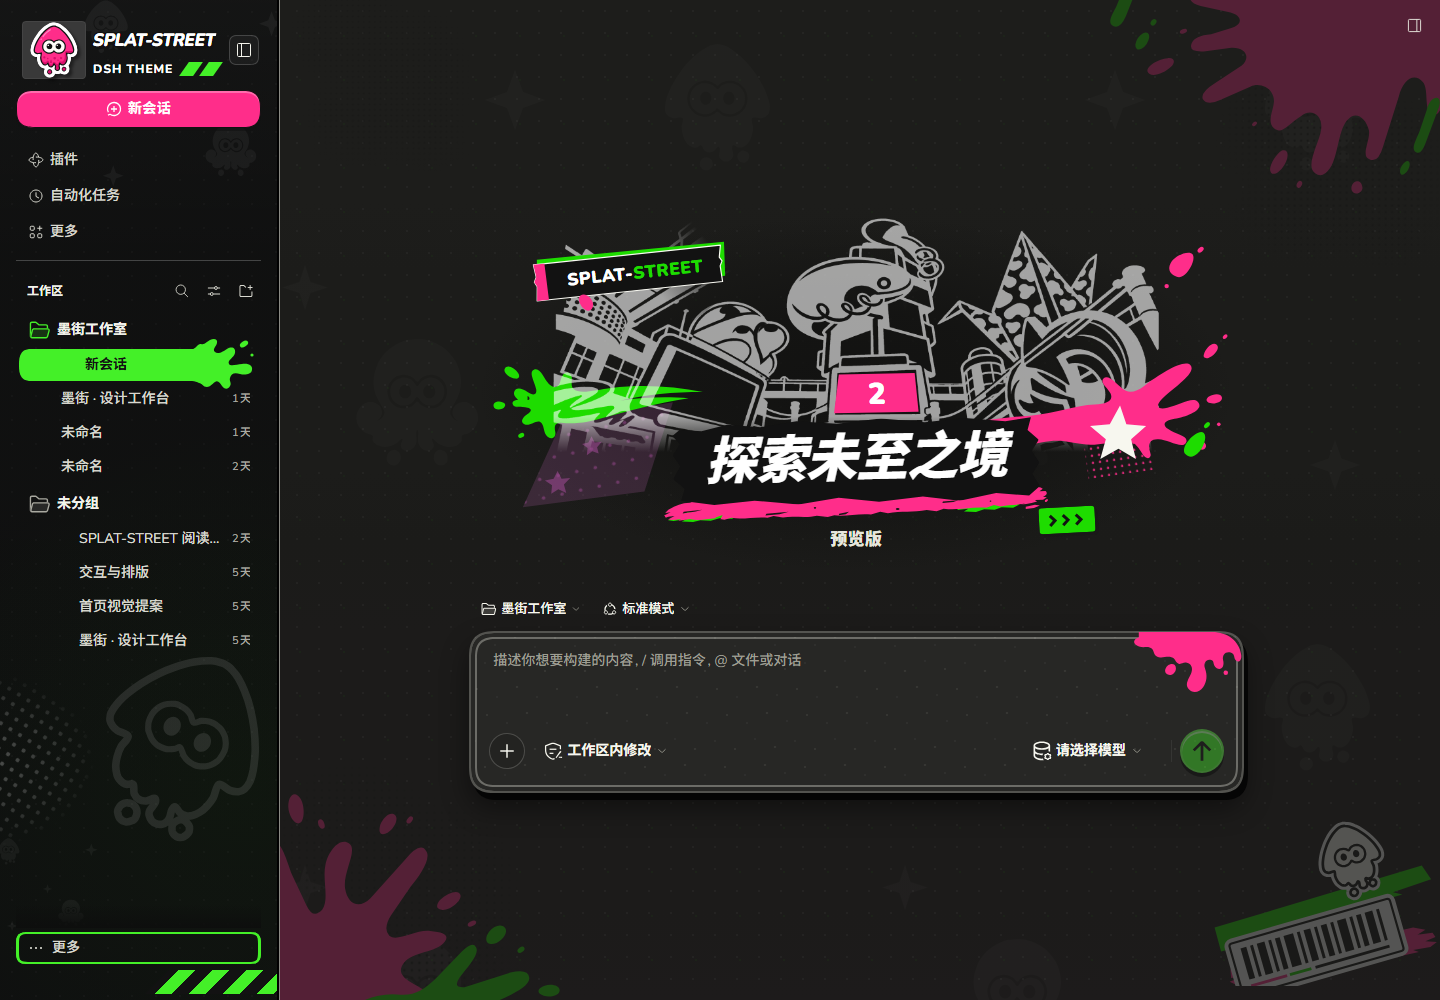 SPLAT-STREET
DSH THEME
新会话
插件
自动化任务
更多
工作区
墨街工作室
新会话
墨街 · 设计工作台 1天
未命名 1天
未命名 2天
未分组
SPLAT-STREET 阅读... 2天
交互与排版 5天
首页视觉提案 5天
墨街 · 设计工作台 5天
··· 更多
SPLAT-STREET
2
探索未至之境
预览版
墨街工作室
标准模式
描述你想要构建的内容, / 调用指令, @ 文件或对话
工作区内修改
请选择模型